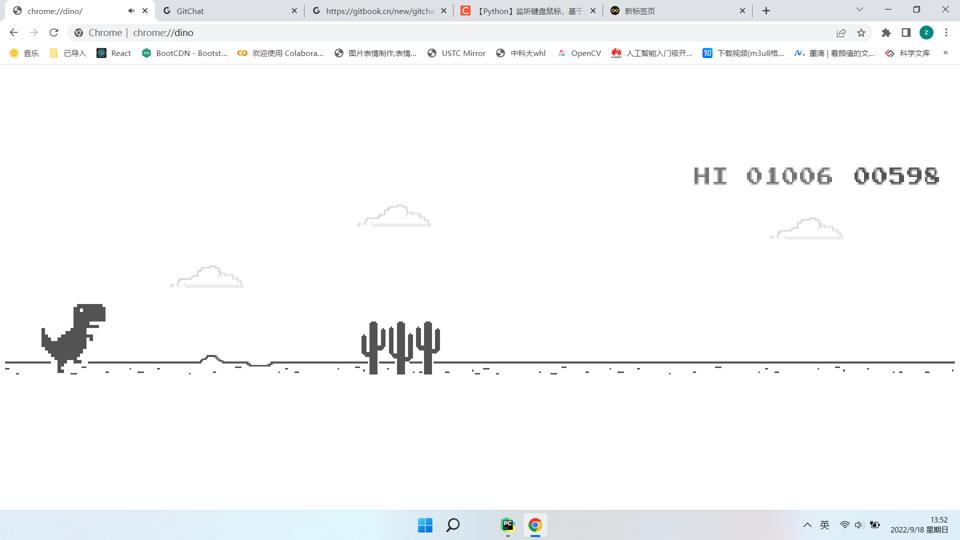 chrome://dino/
GitChat
https://gitbook.cn/new/gitcha
【Python】监听键盘鼠标，基于
新标签页
Chrome | chrome://dino
Z
音乐
已导入
React
BootCDN - Bootst...
欢迎使用 Colabora...
图片表情制作,表情...
USTC Mirror
中科大whl
OpenCV
人工智能入门级开...
知 下载视频(m3u8格...
墨滴 | 看颜值的文...
科学文库
»
HI 01006 00598
PC
英
13:52
2022/9/18 星期日